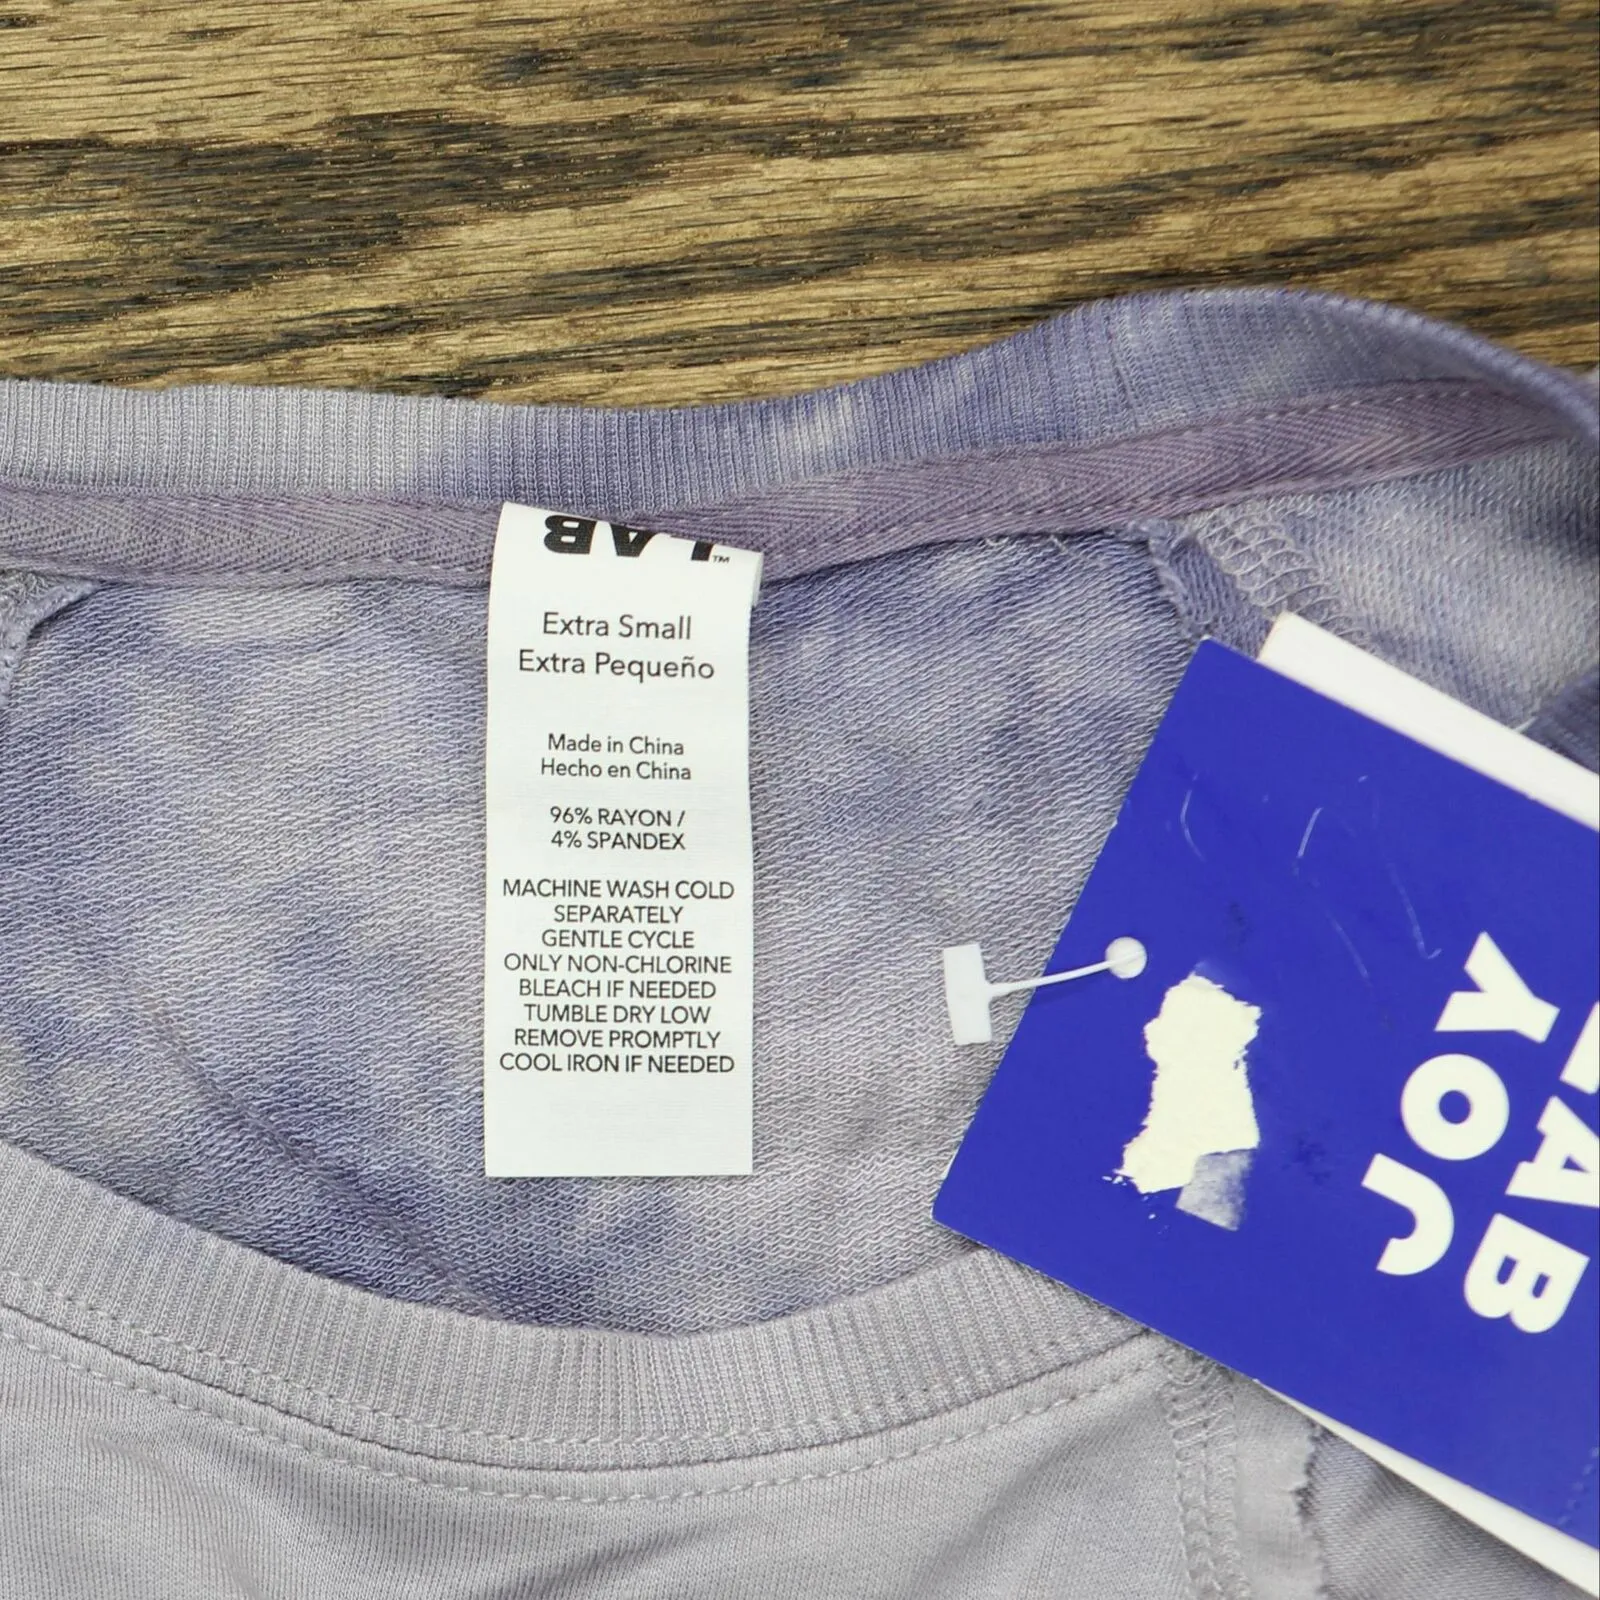 LAB™
Extra Small
Extra Pequeño
Made in China
Hecho en China
96% RAYON /
4% SPANDEX
MACHINE WASH COLD
SEPARATELY
GENTLE CYCLE
ONLY NON-CHLORINE
BLEACH IF NEEDED
TUMBLE DRY LOW
REMOVE PROMPTLY
COOL IRON IF NEEDED
JOY
LAB